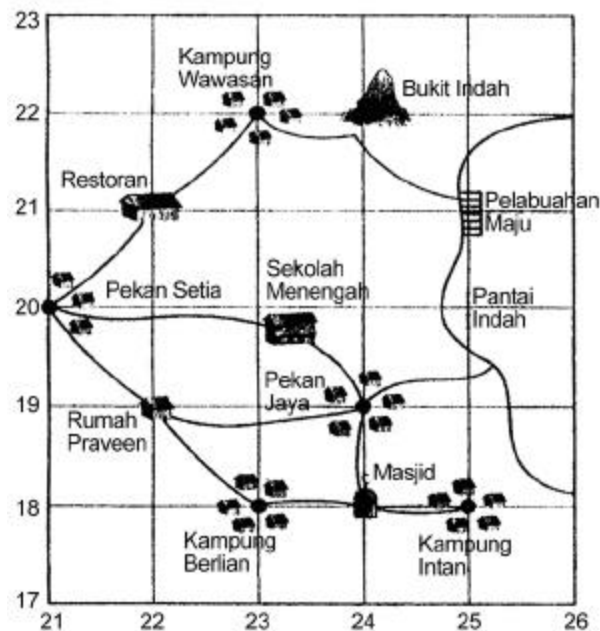 23
Kampung
Wawasan
Bukit Indah
22
Restoran
Pelabuahan
Maju
21
Pekan Setia
Sekolah
Menengah
Pantai
Indah
20
Pekan
Jaya
19
Rumah
Praveen
Masjid
18
Kampung
Berlian
Kampung
Intan
17
21 22 23 24 25 26